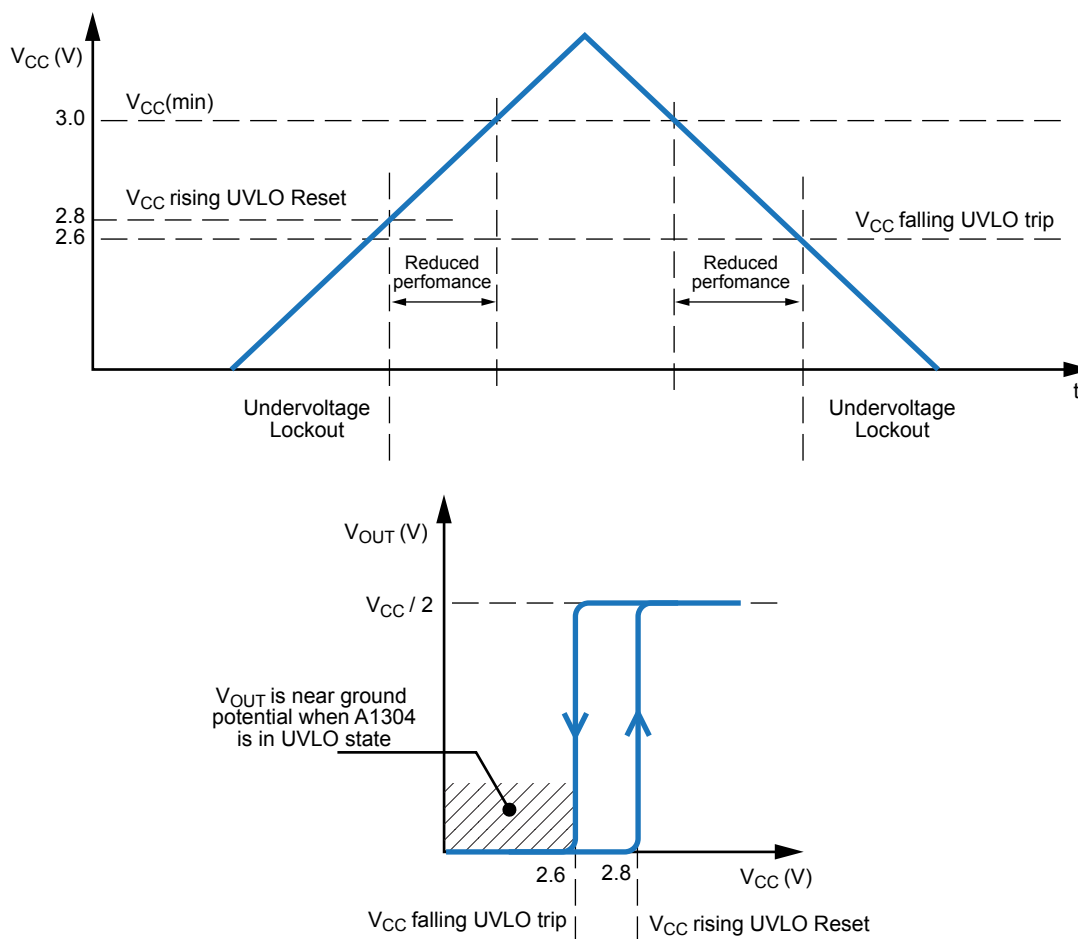 VCC (V)
VCC(min)
3.0
VCC rising UVLO Reset
2.8
2.6
VCC falling UVLO trip
Reduced
perfomance
Reduced
perfomance
t
Undervoltage
Lockout
Undervoltage
Lockout
VOUT (V)
VCC / 2
VOUT is near ground
potential when A1304
is in UVLO state
2.6
2.8
VCC (V)
VCC falling UVLO trip
VCC rising UVLO Reset